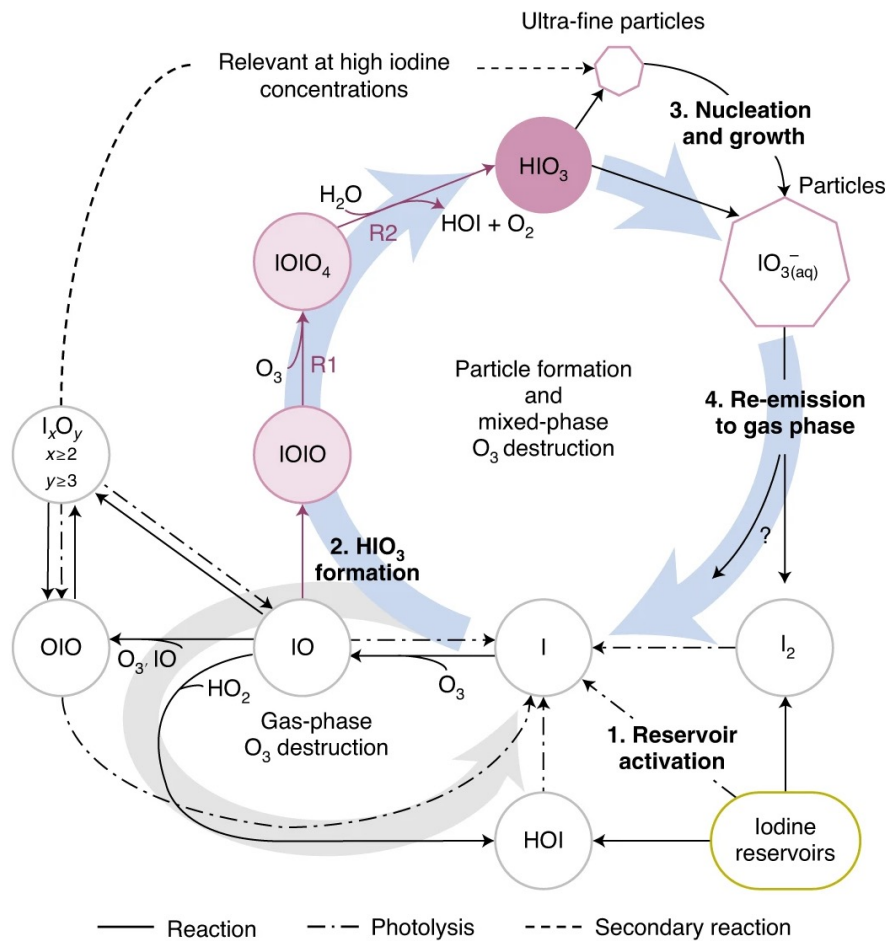 Ultra-fine particles
Relevant at high iodine
concentrations
3. Nucleation
and growth
HIO₃
Particles
H₂O
R2
HOI + O₂
IOIO₄
IO₃⁻(aq)
O₃
R1
Particle formation
and
mixed-phase
O₃ destruction
4. Re-emission
to gas phase
IₓOᵧ
x≥2
y≥3
IOIO
?
2. HIO₃
formation
OIO
IO
I
I₂
O₃, IO
O₃
HO₂
Gas-phase
O₃ destruction
1. Reservoir
activation
HOI
Iodine
reservoirs
Reaction
Photolysis
Secondary reaction